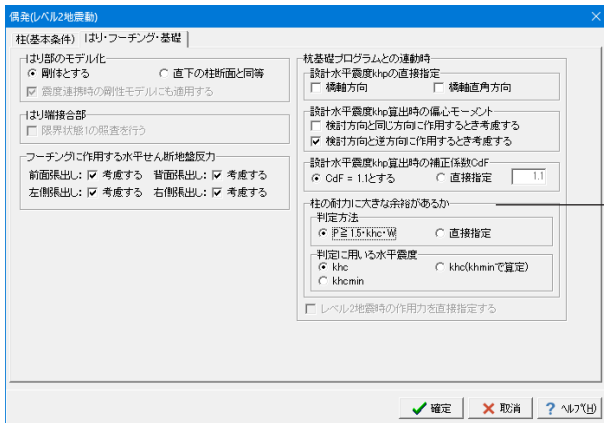 偶発(レベル2地震動)
柱(基本条件) はり・フーチング・基礎
はり部のモデル化
剛体とする 直下の柱断面と同等
震度連携時の剛性モデルにも適用する
はり端接合部
限界状態1の照査を行う
フーチングに作用する水平せん断地盤反力
前面張出し: 考慮する 背面張出し: 考慮する
左側張出し: 考慮する 右側張出し: 考慮する
杭基礎プログラムとの連動時
設計水平震度khpの直接指定
橋軸方向 橋軸直角方向
設計水平震度khp算出時の偏心モーメント
検討方向と同じ方向に作用するとき考慮する
検討方向と逆方向に作用するとき考慮する
設計水平震度khp算出時の補正係数CdF
CdF = 1.1とする 直接指定 1.1
柱の耐力に大きな余裕があるか
判定方法
P≧1.5・khc・W 直接指定
判定に用いる水平震度
khc khc(khminで算定)
khcmin
レベル2地震時の作用力を直接指定する
確定 取消 ? ヘルプ(H)